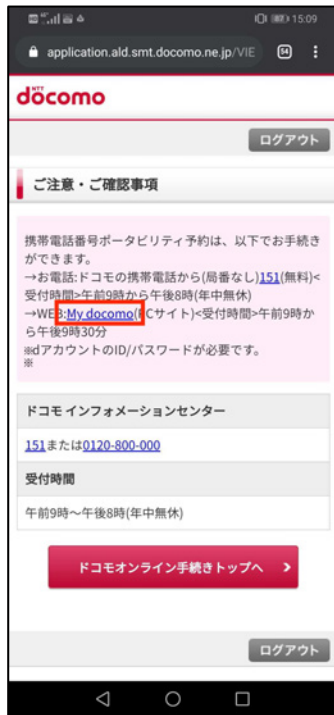 15:09
application.ald.smt.docomo.ne.jp/VIE
54
NTT
döcomo
ログアウト
ご注意・ご確認事項
携帯電話番号ポータビリティ予約は、以下でお手続き
ができます。
→お電話:ドコモの携帯電話から(局番なし)151(無料)<
受付時間>午前9時から午後8時(年中無休)
→WEB:My docomo(PCサイト)<受付時間>午前9時か
ら午後9時30分
※dアカウントのID/パスワードが必要です。
※
ドコモ インフォメーションセンター
151または0120-800-000
受付時間
午前9時～午後8時(年中無休)
ドコモオンライン手続きトップへ
ログアウト